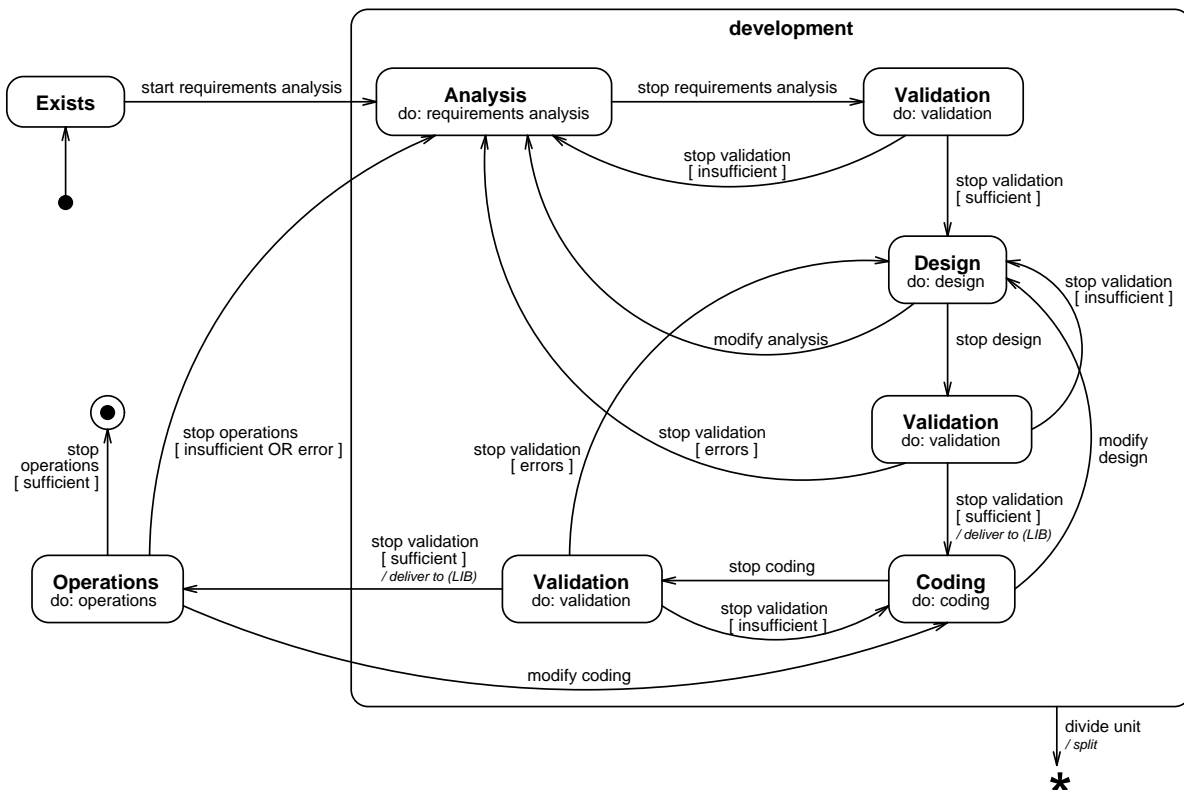 development
Exists
start requirements analysis
Analysis
do: requirements analysis
stop requirements analysis
Validation
do: validation
stop validation
[ insufficient ]
stop validation
[ sufficient ]
Design
do: design
stop validation
[ insufficient ]
modify analysis
stop design
Validation
do: validation
stop
operations
[ sufficient ]
stop operations
[ insufficient OR error ]
stop validation
[ errors ]
stop validation
[ errors ]
modify
design
stop validation
[ sufficient ]
/ deliver to (LIB)
stop validation
[ sufficient ]
/ deliver to (LIB)
Operations
do: operations
Validation
do: validation
stop coding
Coding
do: coding
stop validation
[ insufficient ]
modify coding
divide unit
/ split
*